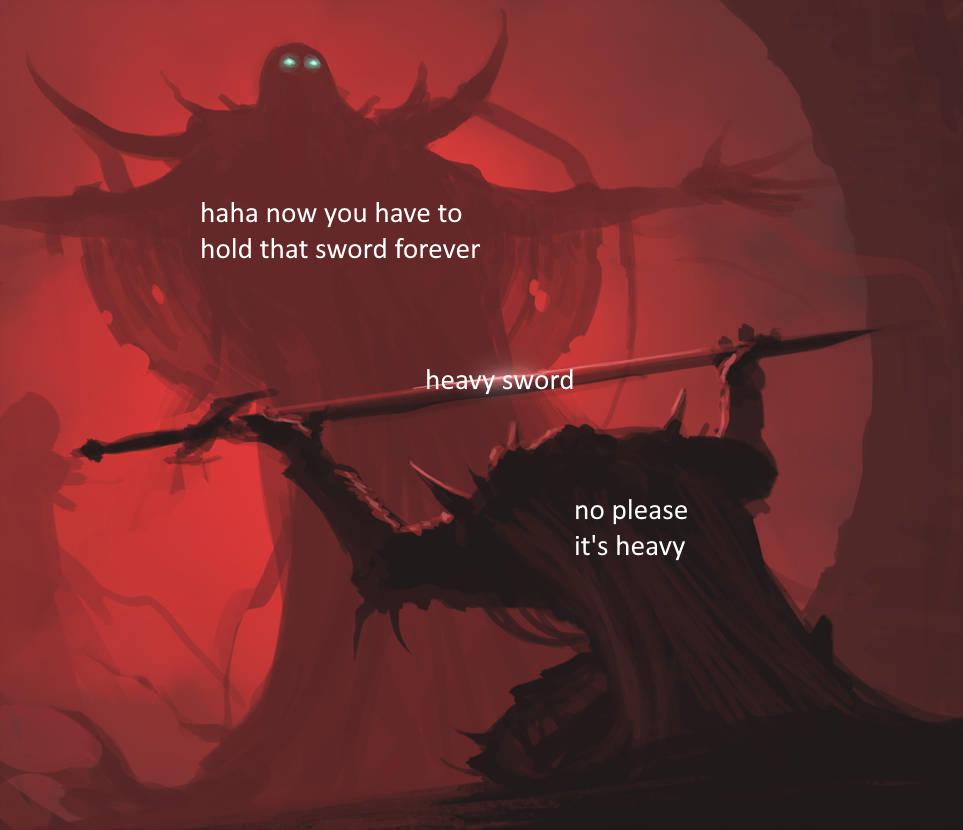 haha now you have to
hold that sword forever
heavy sword
no please
it's heavy